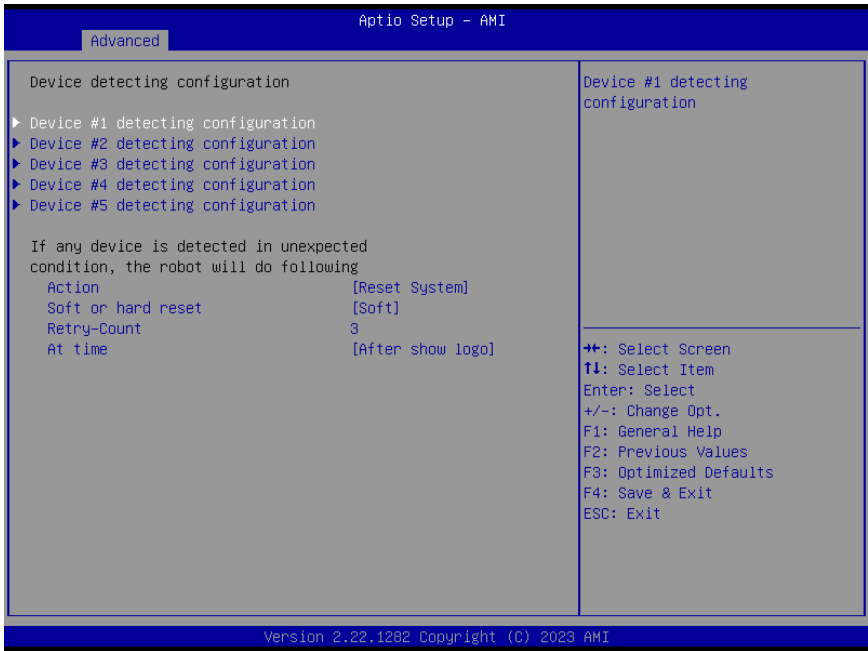 Aptio Setup – AMI
Advanced
Device detecting configuration
Device #1 detecting configuration
Device #2 detecting configuration
Device #3 detecting configuration
Device #4 detecting configuration
Device #5 detecting configuration
If any device is detected in unexpected
condition, the robot will do following
Action [Reset System]
Soft or hard reset [Soft]
Retry-Count 3
At time [After show logo]
Device #1 detecting
configuration
→←: Select Screen
↑↓: Select Item
Enter: Select
+/-: Change Opt.
F1: General Help
F2: Previous Values
F3: Optimized Defaults
F4: Save & Exit
ESC: Exit
Version 2.22.1282 Copyright (C) 2023 AMI